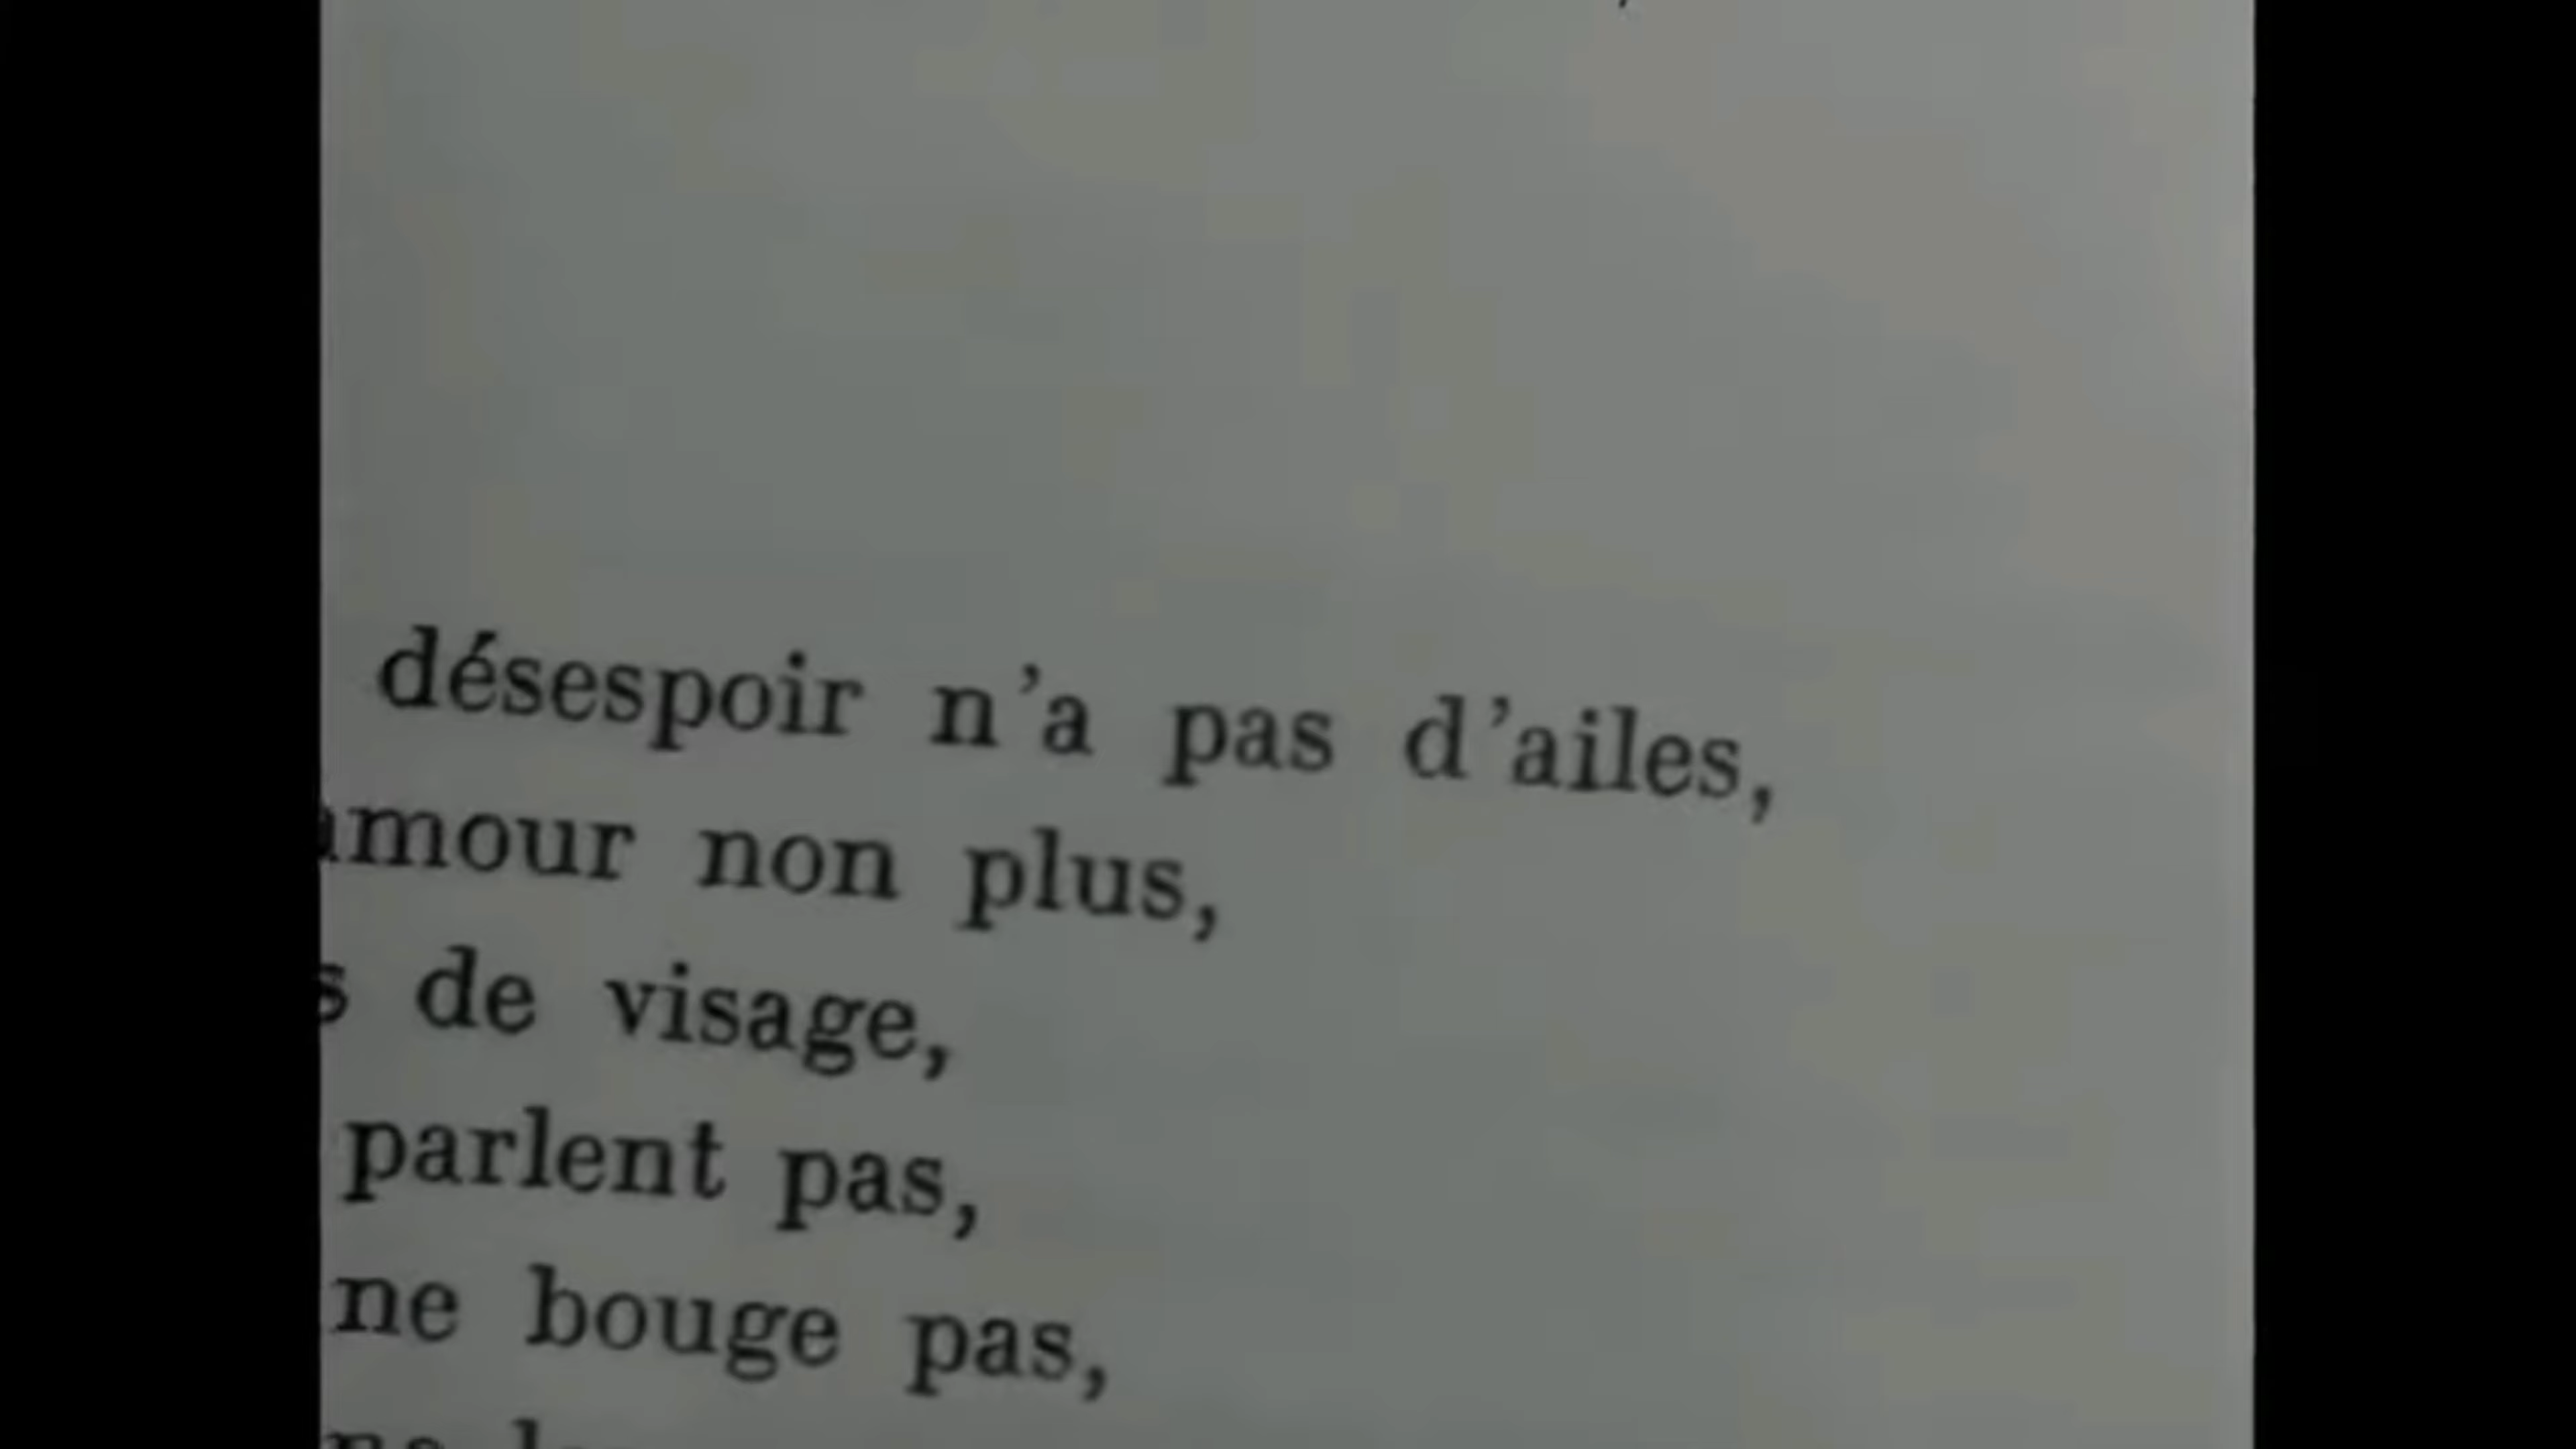 désespoir n'a pas d'ailes,
amour non plus,
s de visage,
parlent pas,
ne bouge pas,